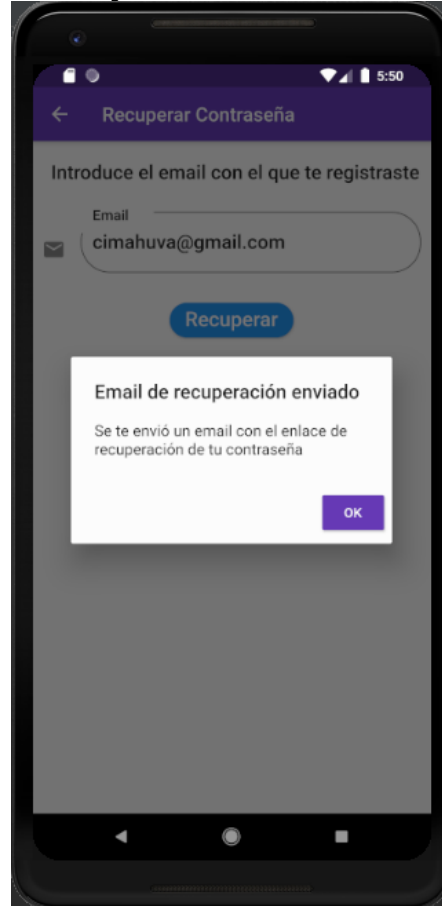 5:50
Recuperar Contraseña
Introduce el email con el que te registraste
Email
cimahuva@gmail.com
Recuperar
Email de recuperación enviado
Se te envió un email con el enlace de
recuperación de tu contraseña
OK